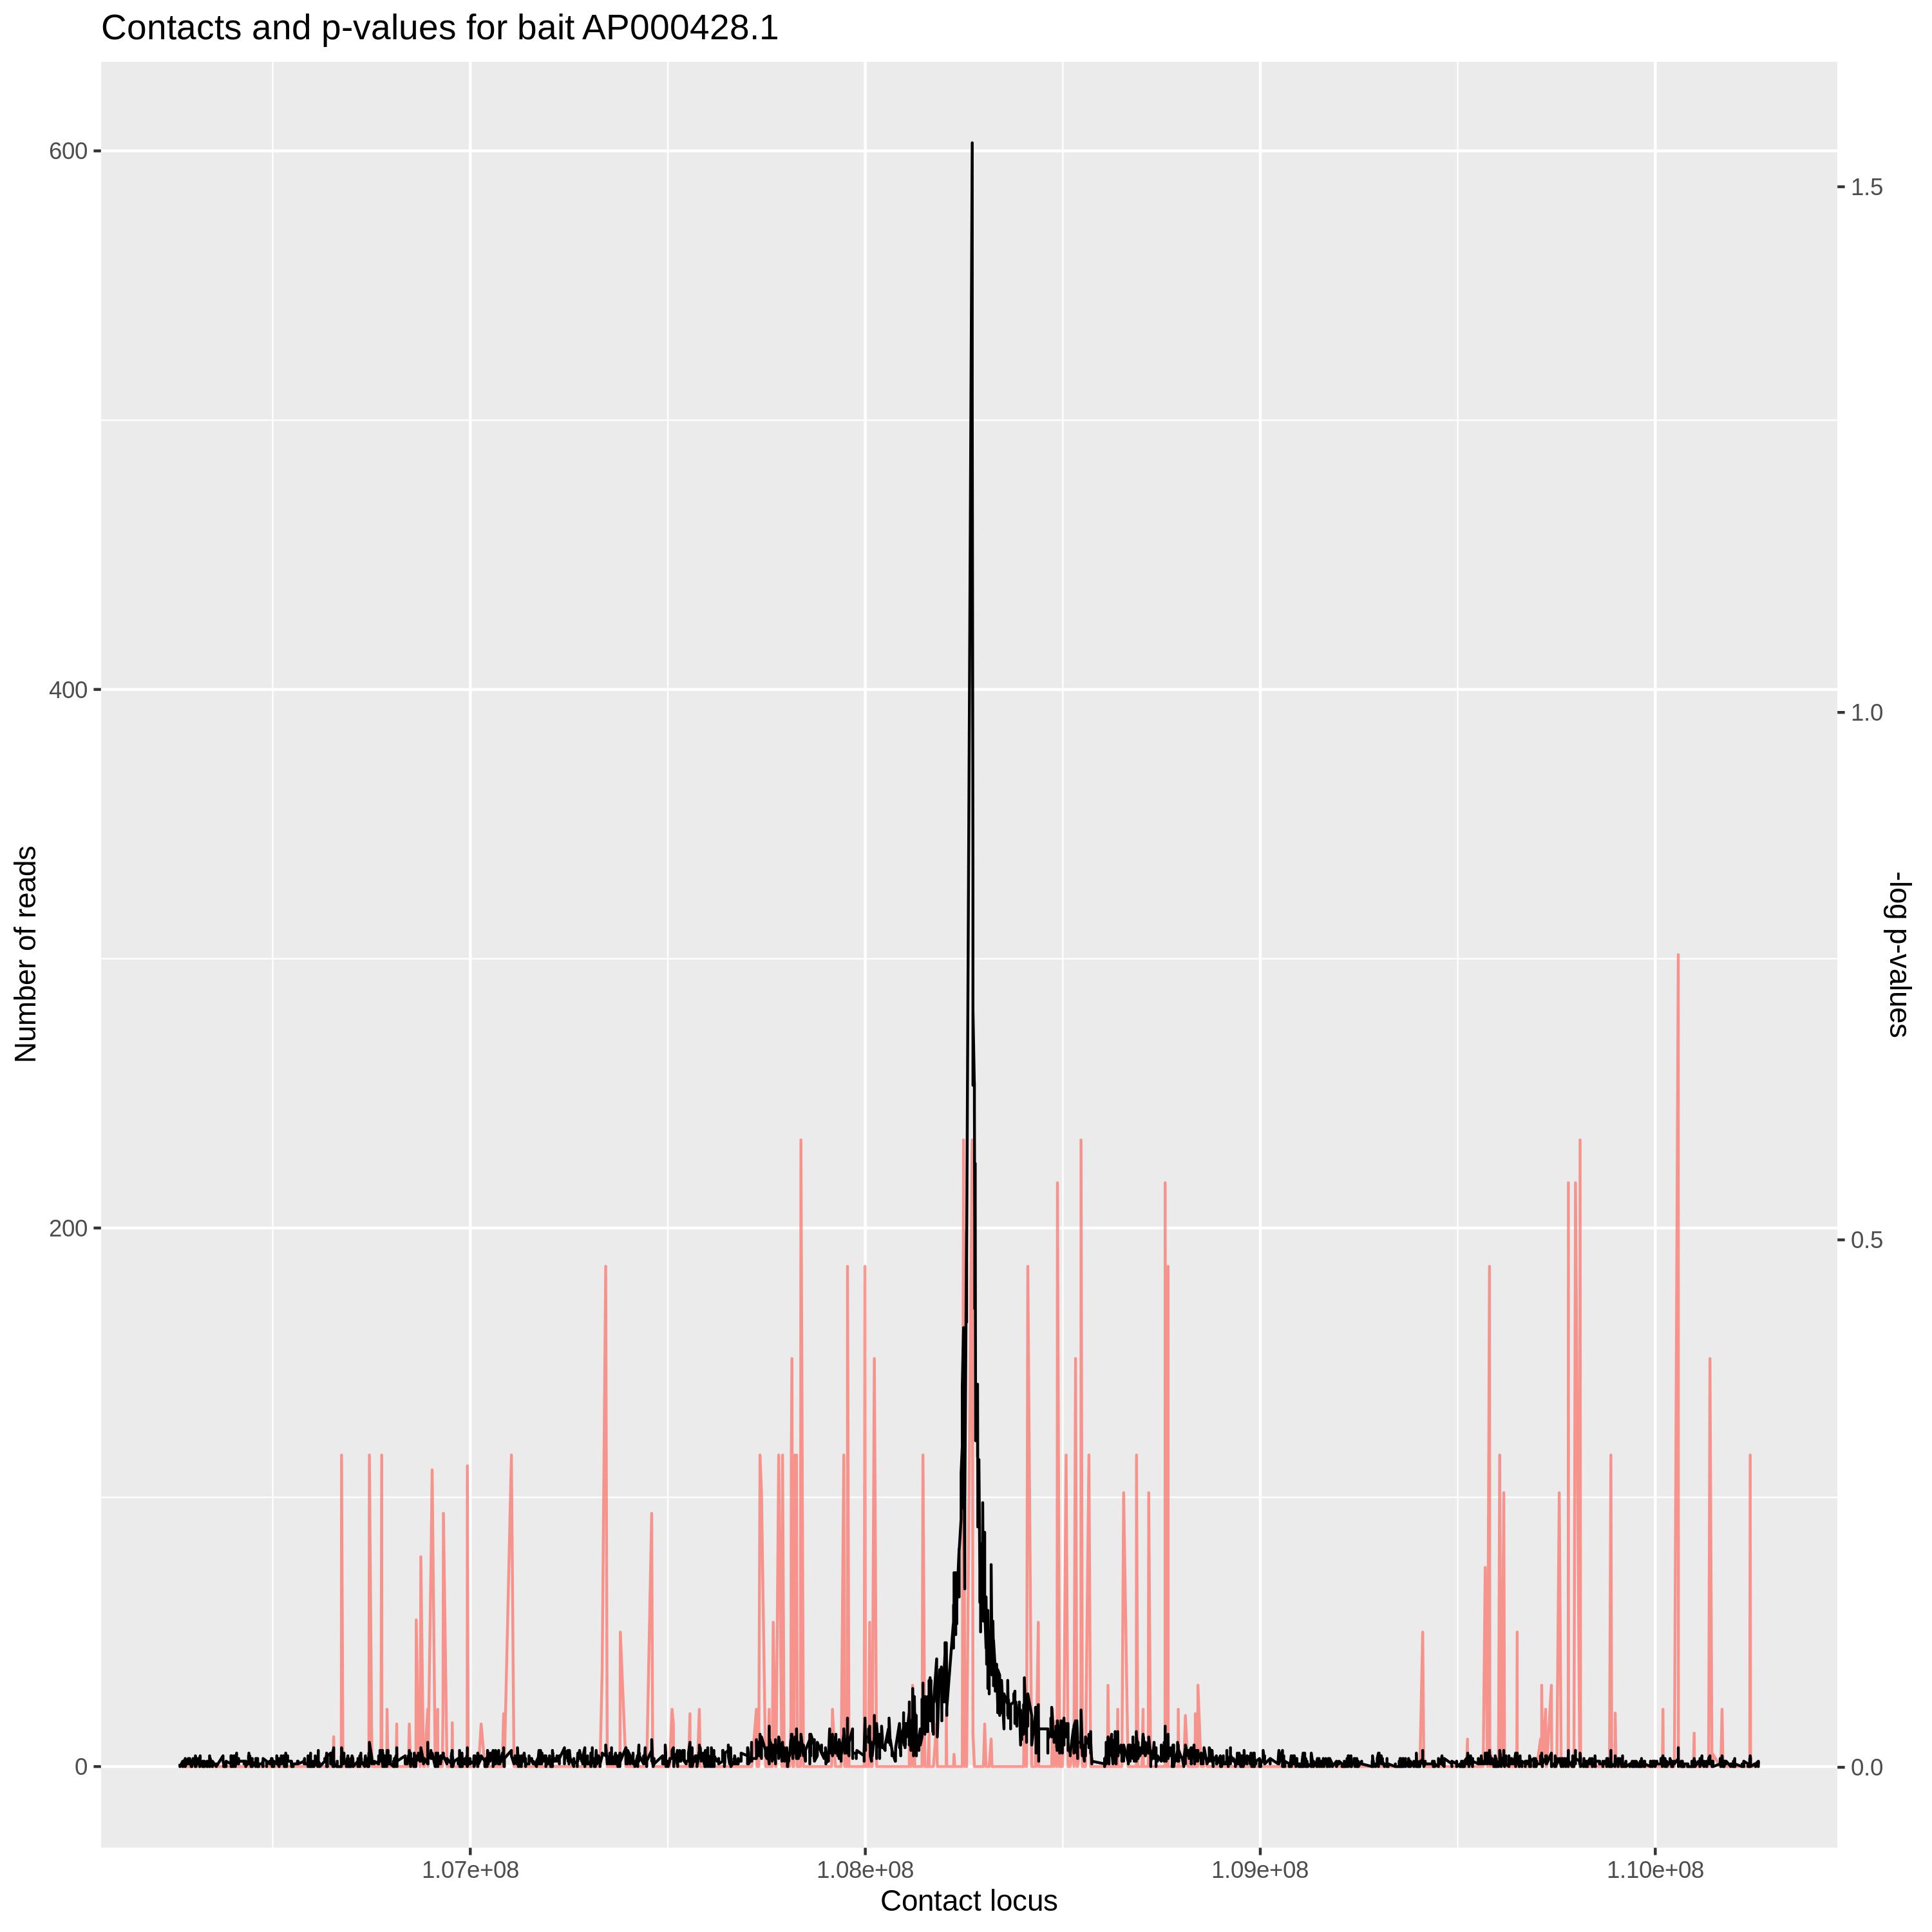 Contacts and p-values for bait AP000428.1
600
400
200
0
Number of reads
1.5
1.0
0.5
0.0
-log p-values
1.07e+08
1.08e+08
1.09e+08
1.10e+08
Contact locus